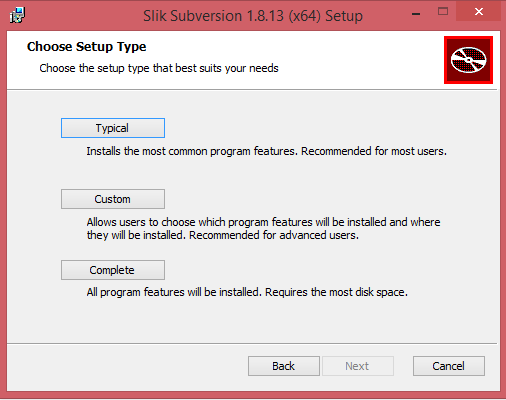 Slik Subversion 1.8.13 (x64) Setup
Choose Setup Type
Choose the setup type that best suits your needs
Typical
Installs the most common program features. Recommended for most users.
Custom
Allows users to choose which program features will be installed and where
they will be installed. Recommended for advanced users.
Complete
All program features will be installed. Requires the most disk space.
Back
Next
Cancel